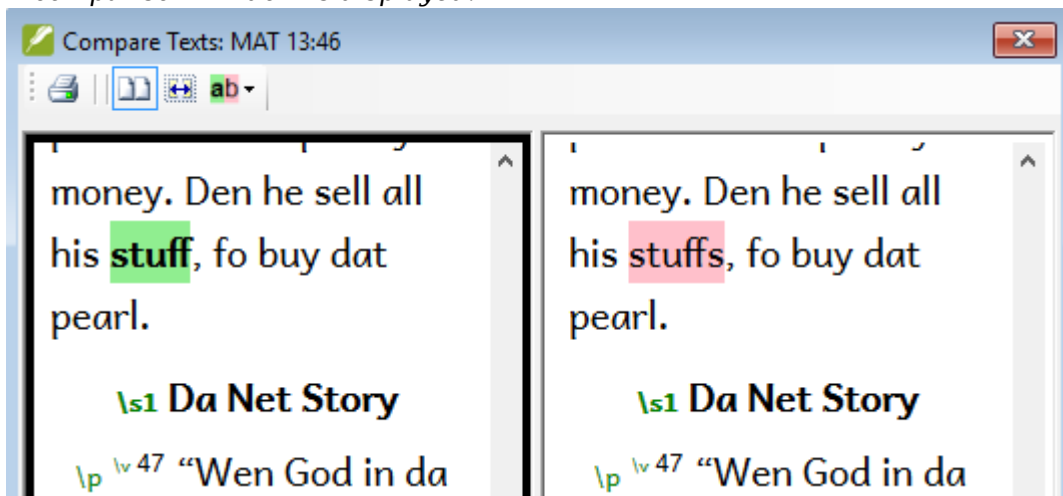 Compare Texts: MAT 13:46
ab
money. Den he sell all
his stuff, fo buy dat
pearl.
\s1 Da Net Story
\p \v 47 “Wen God in da
money. Den he sell all
his stuffs, fo buy dat
pearl.
\s1 Da Net Story
\p \v 47 “Wen God in da